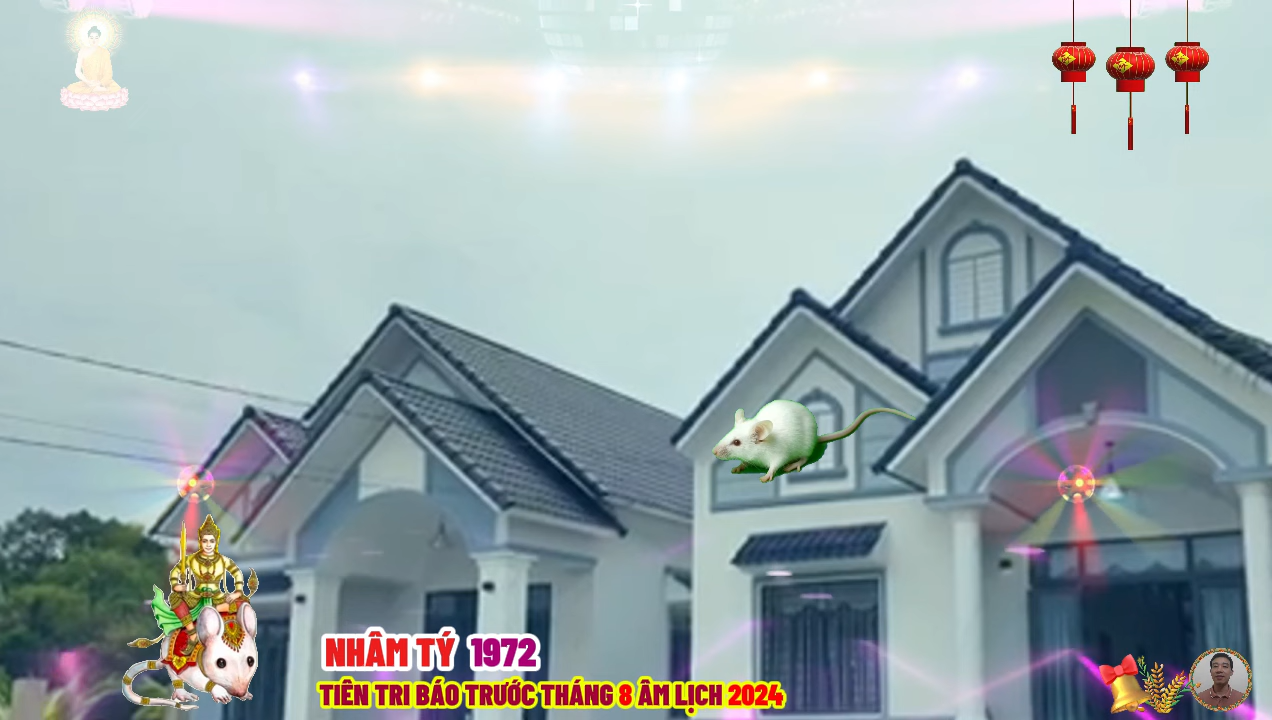 NHÂM TÝ 1972
TIÊN TRI BÁO TRƯỚC THÁNG 8 ÂM LỊCH 2024